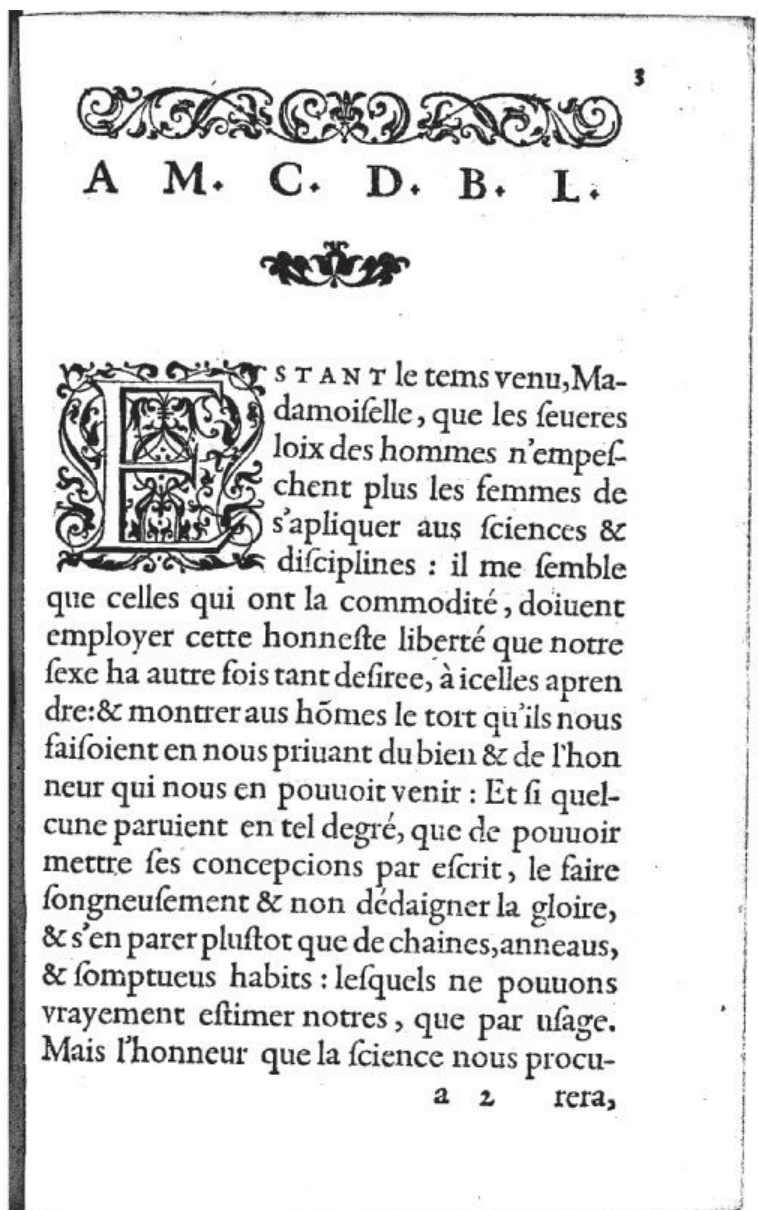 3
A M. C. D. B. L.
ESTANT le tems venu, Ma-
damoiſelle, que les ſeueres
loix des hommes n'empeſ-
chent plus les femmes de
s'apliquer aus ſciences &
diſciplines : il me ſemble
que celles qui ont la commodité, doiuent
employer cette honneſte liberté que notre
ſexe ha autre fois tant deſiree, à icelles apren
dre: & montrer aus hõmes le tort qu'ils nous
faiſoient en nous priuant du bien & de l'hon
neur qui nous en pouuoit venir : Et ſi quel-
cune paruient en tel degré, que de pouuoir
mettre ſes concepcions par eſcrit, le faire
ſongneuſement & non dédaigner la gloire,
& s'en parer pluſtot que de chaines, anneaus,
& ſomptueus habits : leſquels ne pouuons
vrayement eſtimer notres, que par uſage.
Mais l'honneur que la ſcience nous procu-
a 2 rera,